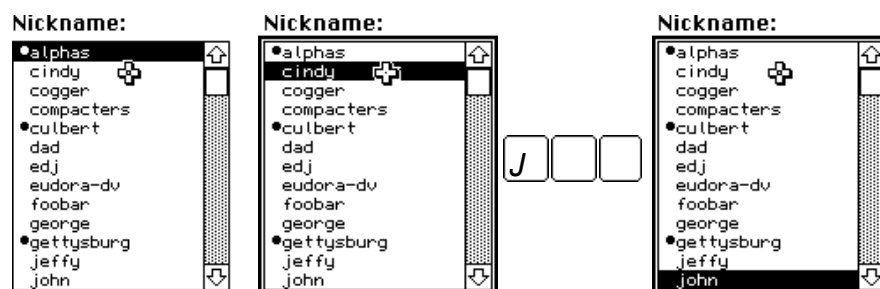 Nickname:
•alphas
cindy
cogger
compacters
•culbert
dad
edj
eudora-dv
foobar
george
•gettysburg
jeffy
john
Nickname:
•alphas
cindy
cogger
compacters
•culbert
dad
edj
eudora-dv
foobar
george
•gettysburg
jeffy
john
J
Nickname:
•alphas
cindy
cogger
compacters
•culbert
dad
edj
eudora-dv
foobar
george
•gettysburg
jeffy
john